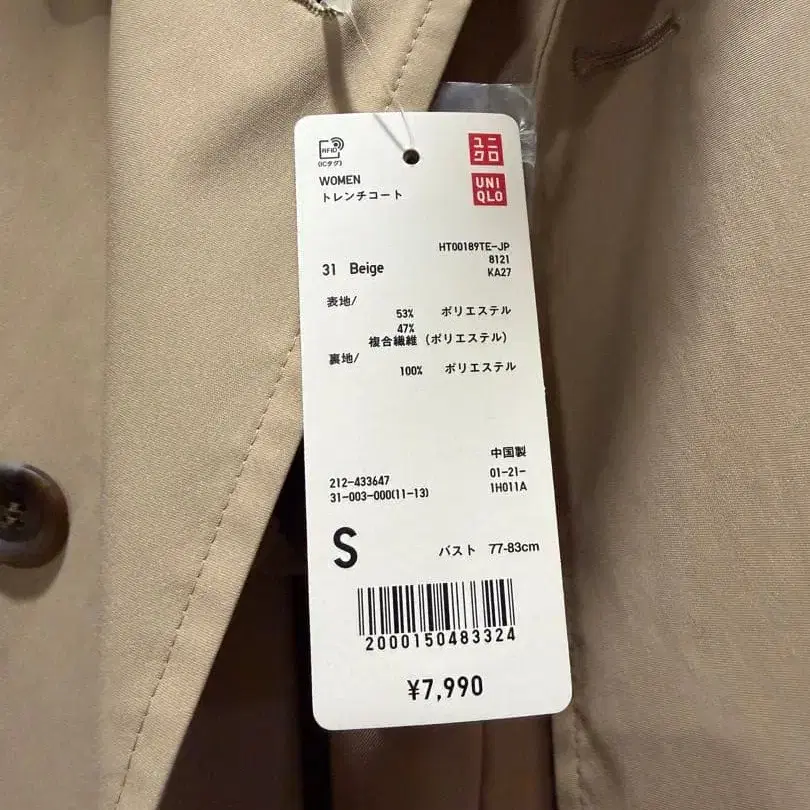 RFID
(ICタグ)
ユニ
クロ
UNI
QLO
WOMEN
トレンチコート
HT00189TE-JP
8121
KA27
31 Beige
表地/
53% ポリエステル
47%
複合繊維 (ポリエステル)
裏地/
100% ポリエステル
中国製
212-433647
01-21-
31-003-000(11-13)
1H011A
S
バスト 77-83cm
2000150483324
¥7,990